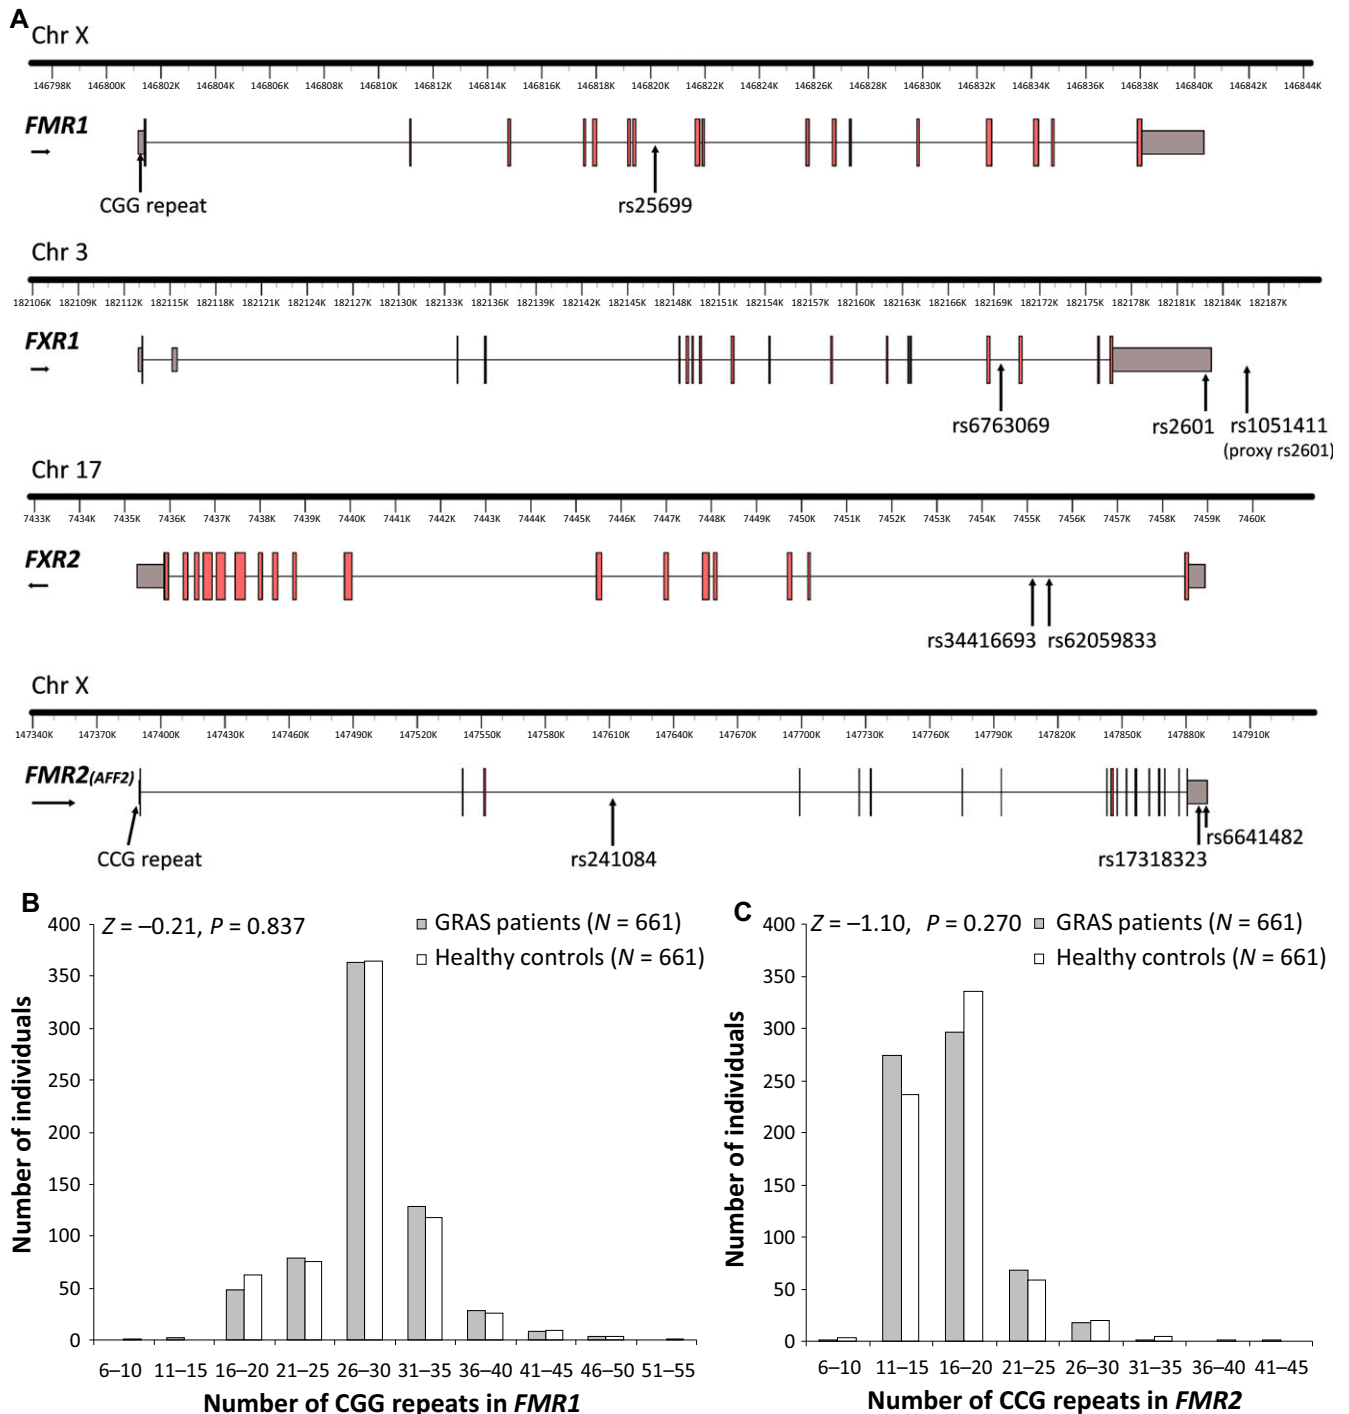 A
Chr X
146798K 146800K 146802K 146804K 146806K 146808K 146810K 146812K 146814K 146816K 146818K 146820K 146822K 146824K 146826K 146828K 146830K 146832K 146834K 146836K 146838K 146840K 146842K 146844K
FMR1
CGG repeat rs25699
Chr 3
182106K 182109K 182112K 182115K 182118K 182121K 182124K 182127K 182130K 182133K 182136K 182139K 182142K 182145K 182148K 182151K 182154K 182157K 182160K 182163K 182166K 182169K 182172K 182175K 182178K 182181K 182184K 182187K
FXR1
rs6763069 rs2601 rs1051411
(proxy rs2601)
Chr 17
7433K 7434K 7435K 7436K 7437K 7438K 7439K 7440K 7441K 7442K 7443K 7444K 7445K 7446K 7447K 7448K 7449K 7450K 7451K 7452K 7453K 7454K 7455K 7456K 7457K 7458K 7459K 7460K
FXR2
rs34416693 rs62059833
Chr X
147340K 147370K 147400K 147430K 147460K 147490K 147520K 147550K 147580K 147610K 147640K 147670K 147700K 147730K 147760K 147790K 147820K 147850K 147880K 147910K
FMR2(AFF2)
rs6641482
CCG repeat rs241084 rs17318323
B
Z = –0.21, P = 0.837
GRAS patients (N = 661)
Healthy controls (N = 661)
Number of individuals
400
350
300
250
200
150
100
50
0
6–10 11–15 16–20 21–25 26–30 31–35 36–40 41–45 46–50 51–55
Number of CGG repeats in FMR1
C
Z = –1.10, P = 0.270
GRAS patients (N = 661)
Healthy controls (N = 661)
Number of individuals
400
350
300
250
200
150
100
50
0
6–10 11–15 16–20 21–25 26–30 31–35 36–40 41–45
Number of CCG repeats in FMR2